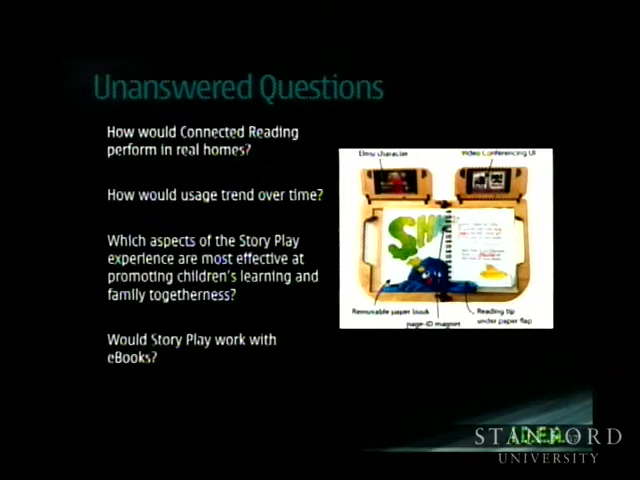 Unanswered Questions
How would Connected Reading
perform in real homes?
How would usage trend over time?
Which aspects of the Story Play
experience are most effective at
promoting children's learning and
family togetherness?
Would Story Play work with
eBooks?
Elmo character
Video Conferencing UI
SH
Removable paper book
page-ID magnet
Reading tip
under paper flap
STANFORD
UNIVERSITY